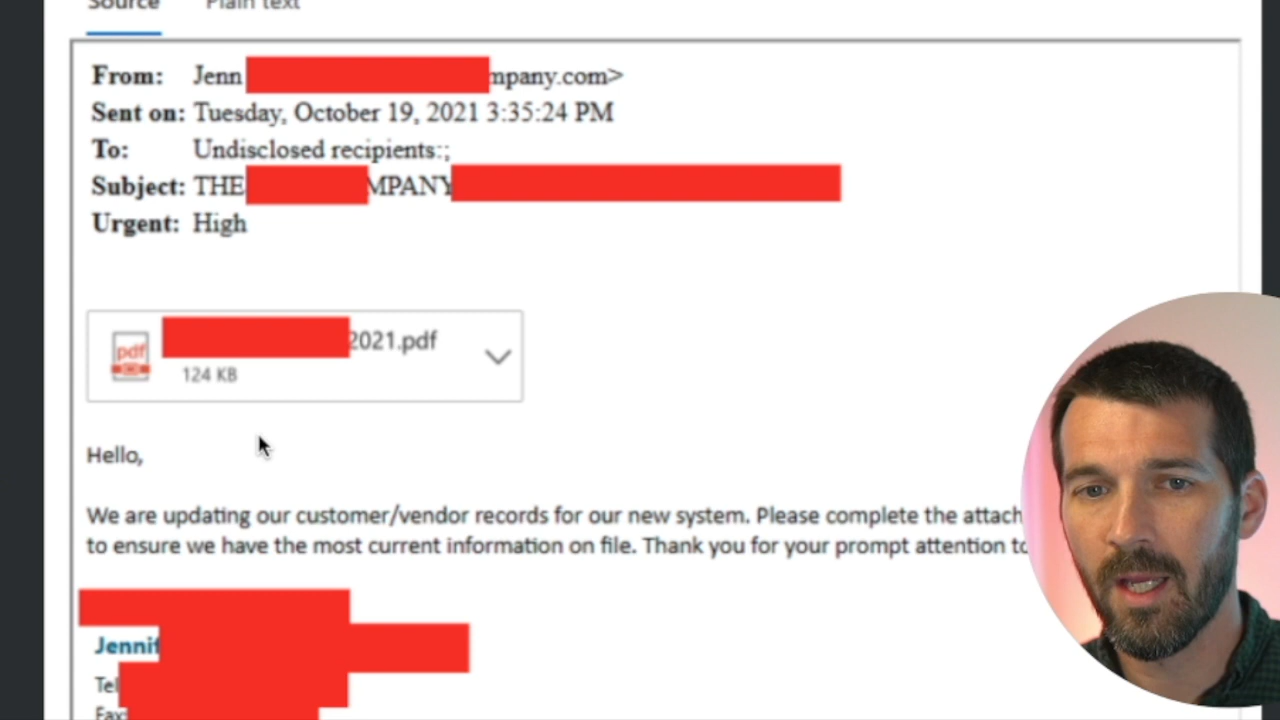 Source Plain text
From: Jenn mpany.com>
Sent on: Tuesday, October 19, 2021 3:35:24 PM
To: Undisclosed recipients:;
Subject: THE MPANY
Urgent: High
pdf
2021.pdf
124 KB
Hello,
We are updating our customer/vendor records for our new system. Please complete the attach
to ensure we have the most current information on file. Thank you for your prompt attention to
Jennif
Tel
Fax